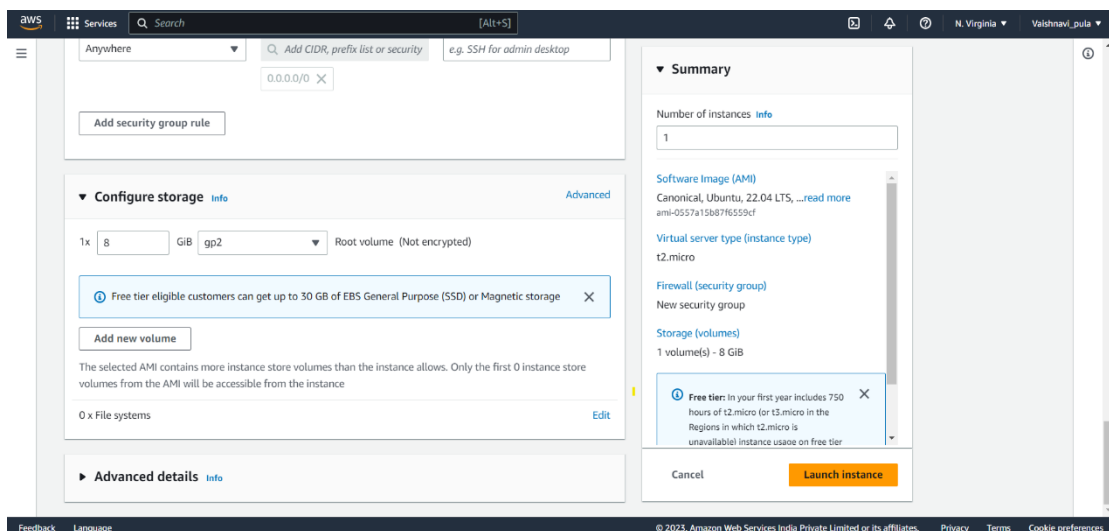 aws
Services
Search
[Alt+S]
N. Virginia
Vaishnavi_pula
Anywhere
Add CIDR, prefix list or security
e.g. SSH for admin desktop
0.0.0.0/0
Add security group rule
Configure storage Info
Advanced
1x 8 GiB gp2 Root volume (Not encrypted)
Free tier eligible customers can get up to 30 GB of EBS General Purpose (SSD) or Magnetic storage
Add new volume
The selected AMI contains more instance store volumes than the instance allows. Only the first 0 instance store
volumes from the AMI will be accessible from the instance
0 x File systems
Edit
Advanced details Info
Summary
Number of instances Info
1
Software Image (AMI)
Canonical, Ubuntu, 22.04 LTS, ...read more
ami-0557a15b87f6559cf
Virtual server type (instance type)
t2.micro
Firewall (security group)
New security group
Storage (volumes)
1 volume(s) - 8 GiB
Free tier: In your first year includes 750
hours of t2.micro (or t3.micro in the
Regions in which t2.micro is
unavailable) instance usage on free tier
Cancel
Launch instance
Feedback
Language
© 2023, Amazon Web Services India Private Limited or its affiliates.
Privacy
Terms
Cookie preferences